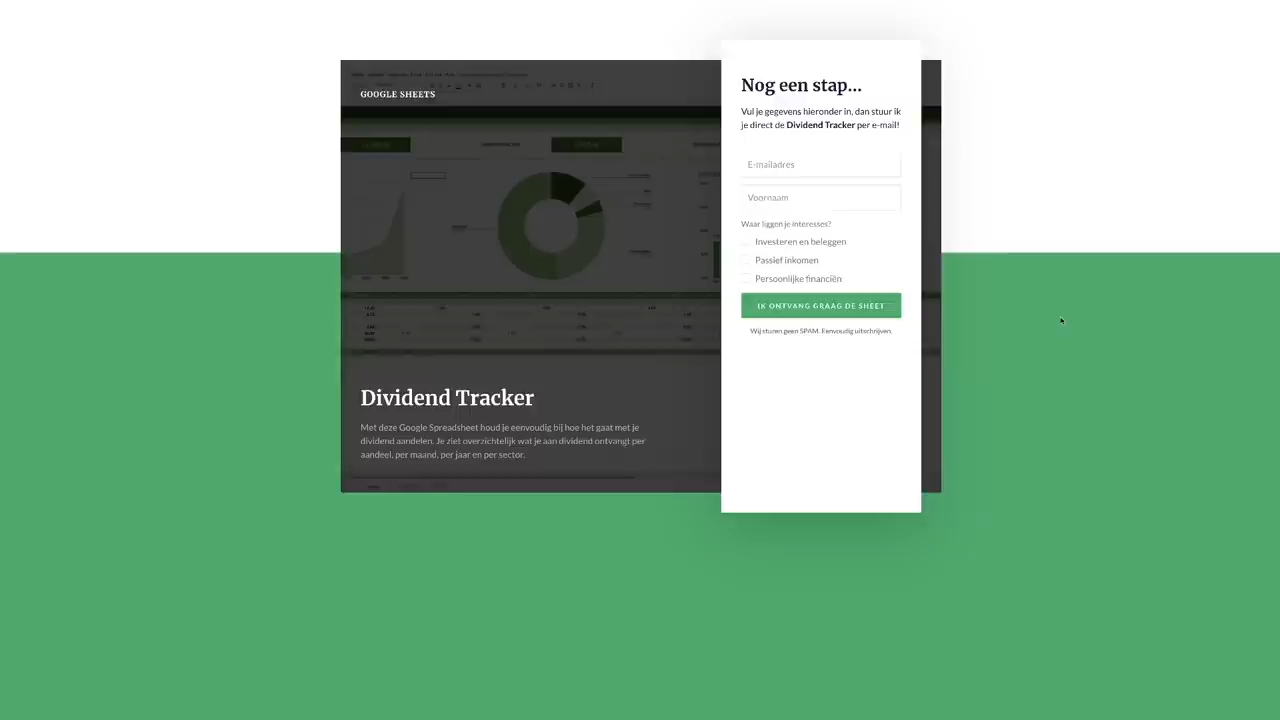 GOOGLE SHEETS
Dividend Tracker
Met deze Google Spreadsheet houd je eenvoudig bij hoe het gaat met je
dividend aandelen. Je ziet overzichtelijk wat je aan dividend ontvangt per
aandeel, per maand, per jaar en per sector.
Nog een stap...
Vul je gegevens hieronder in, dan stuur ik
je direct de Dividend Tracker per e-mail!
E-mailadres
Voornaam
Waar liggen je interesses?
Investeren en beleggen
Passief inkomen
Persoonlijke financiën
IK ONTVANG GRAAG DE SHEET
Wij sturen geen SPAM. Eenvoudig uitschrijven.